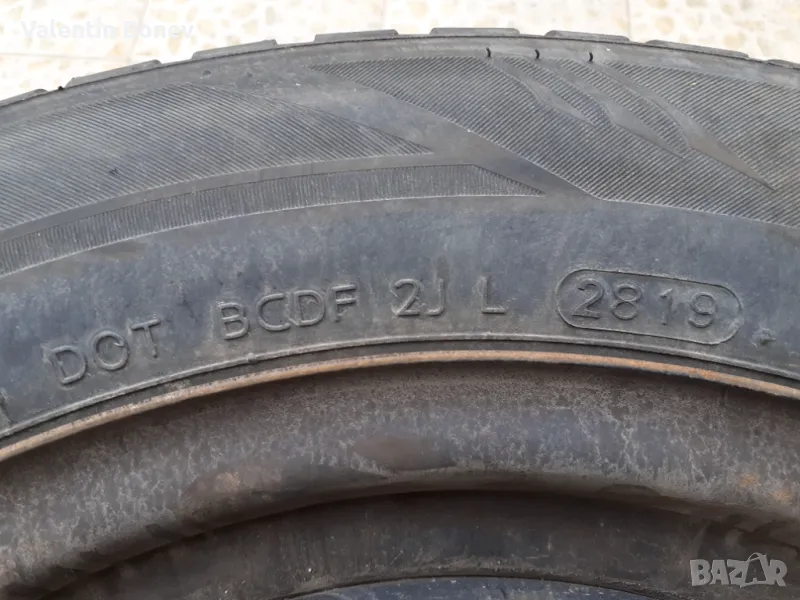 Valentin Bonev
DOT BCDF 2J L 2819
BAZAR